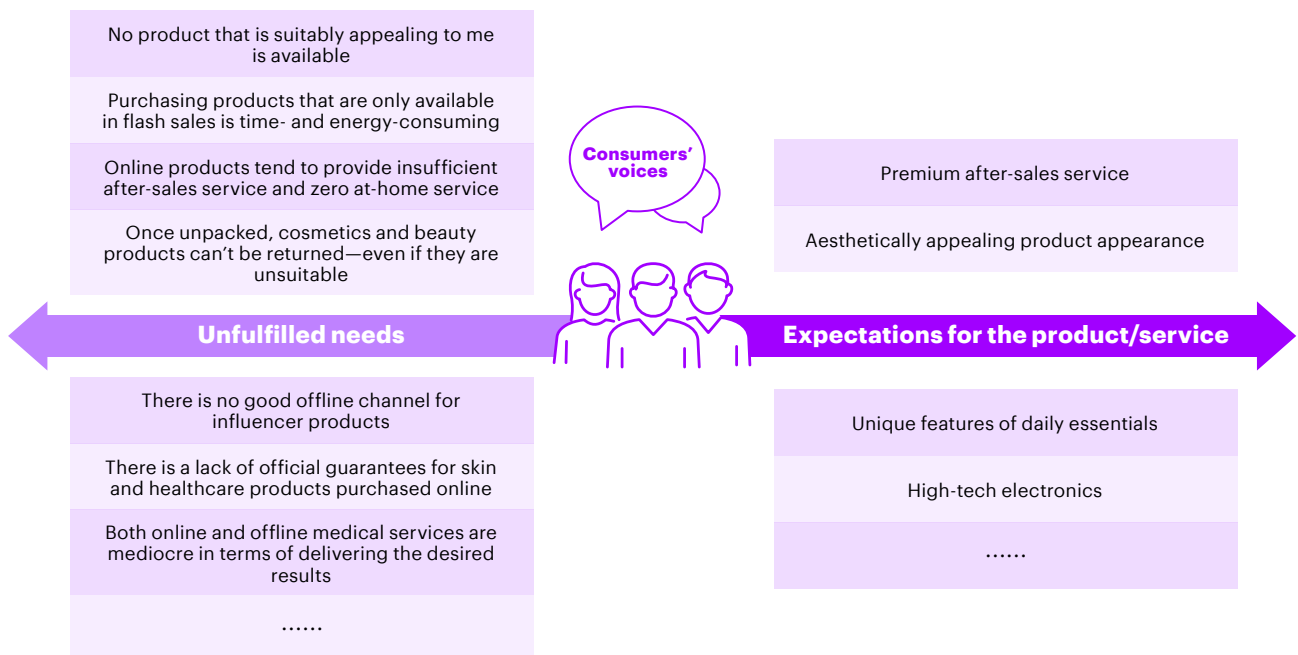 No product that is suitably appealing to me
is available
Purchasing products that are only available
in flash sales is time- and energy-consuming
Online products tend to provide insufficient
after-sales service and zero at-home service
Once unpacked, cosmetics and beauty
products can’t be returned—even if they are
unsuitable
Consumers’
voices
Premium after-sales service
Aesthetically appealing product appearance
Unfulfilled needs
Expectations for the product/service
There is no good offline channel for
influencer products
There is a lack of official guarantees for skin
and healthcare products purchased online
Both online and offline medical services are
mediocre in terms of delivering the desired
results
......
Unique features of daily essentials
High-tech electronics
......